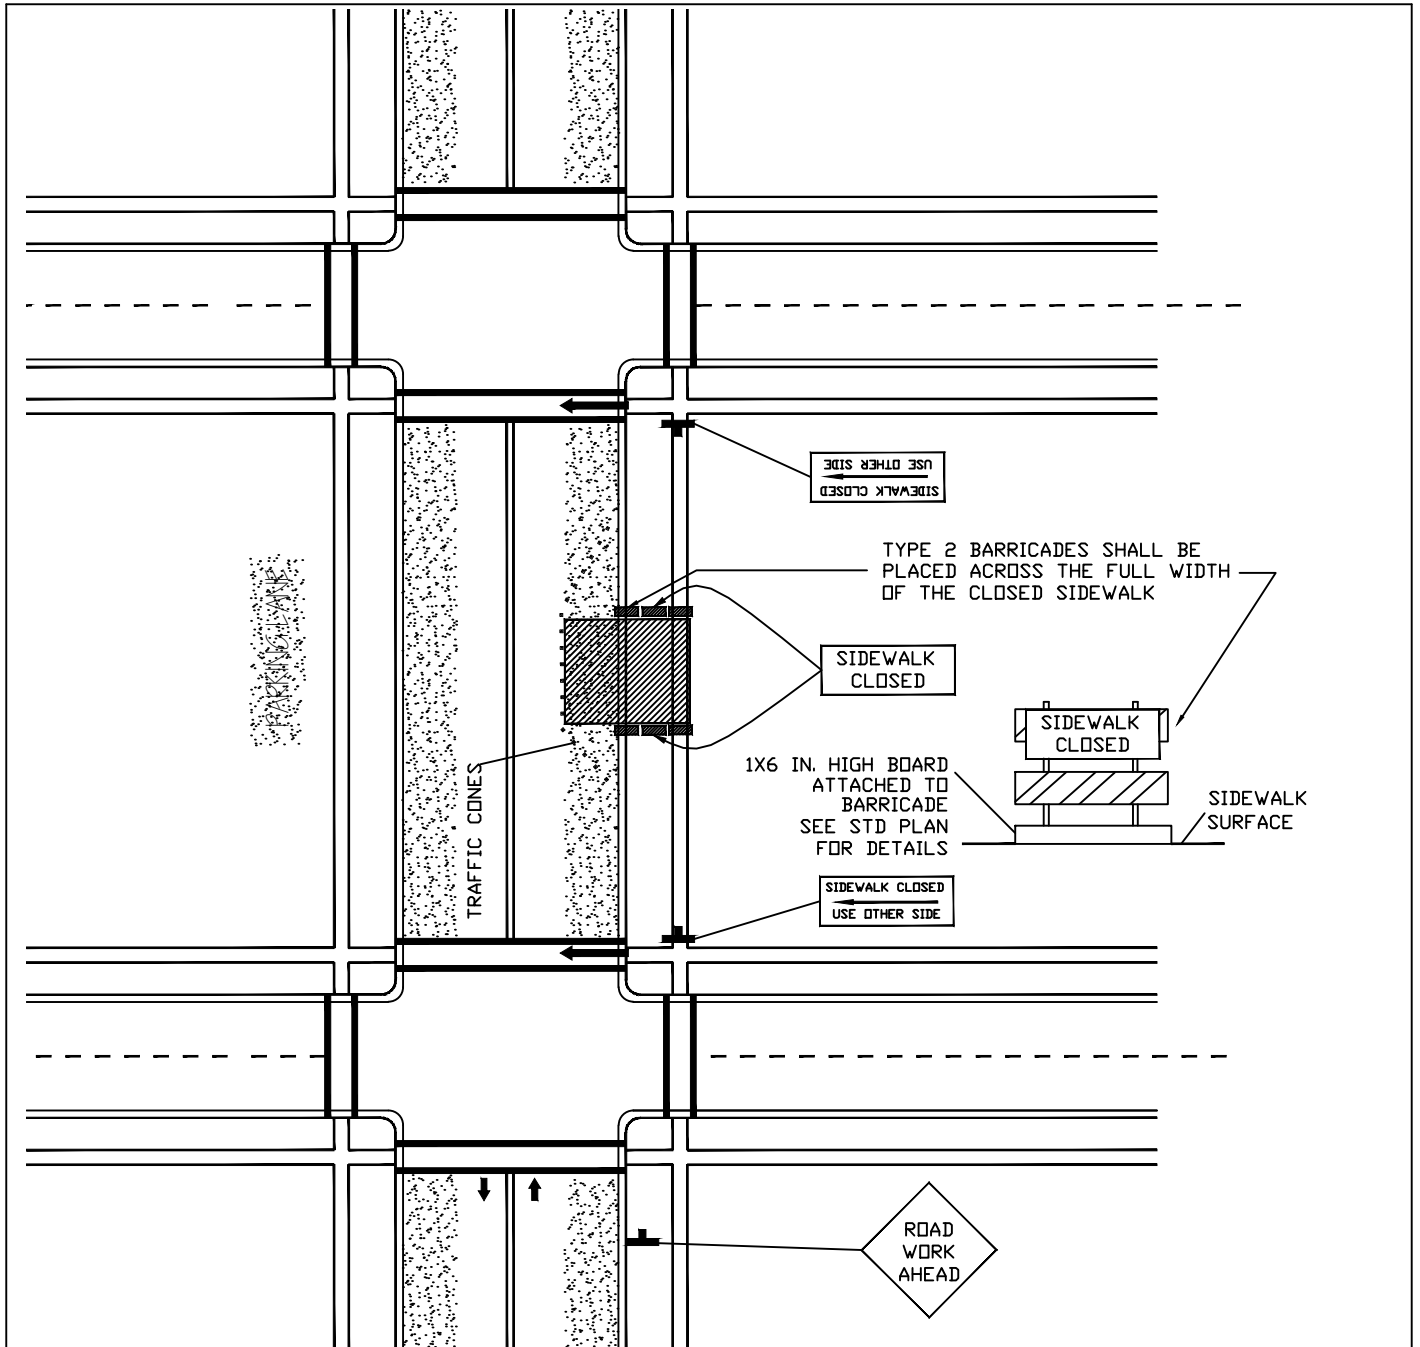 USE OTHER SIDE
SIDEWALK CLOSED
TYPE 2 BARRICADES SHALL BE
PLACED ACROSS THE FULL WIDTH
OF THE CLOSED SIDEWALK
PARKING LANE
SIDEWALK
CLOSED
SIDEWALK
CLOSED
1X6 IN. HIGH BOARD
ATTACHED TO
BARRICADE
SEE STD PLAN
FOR DETAILS
SIDEWALK
SURFACE
TRAFFIC CONES
SIDEWALK CLOSED
USE OTHER SIDE
ROAD
WORK
AHEAD